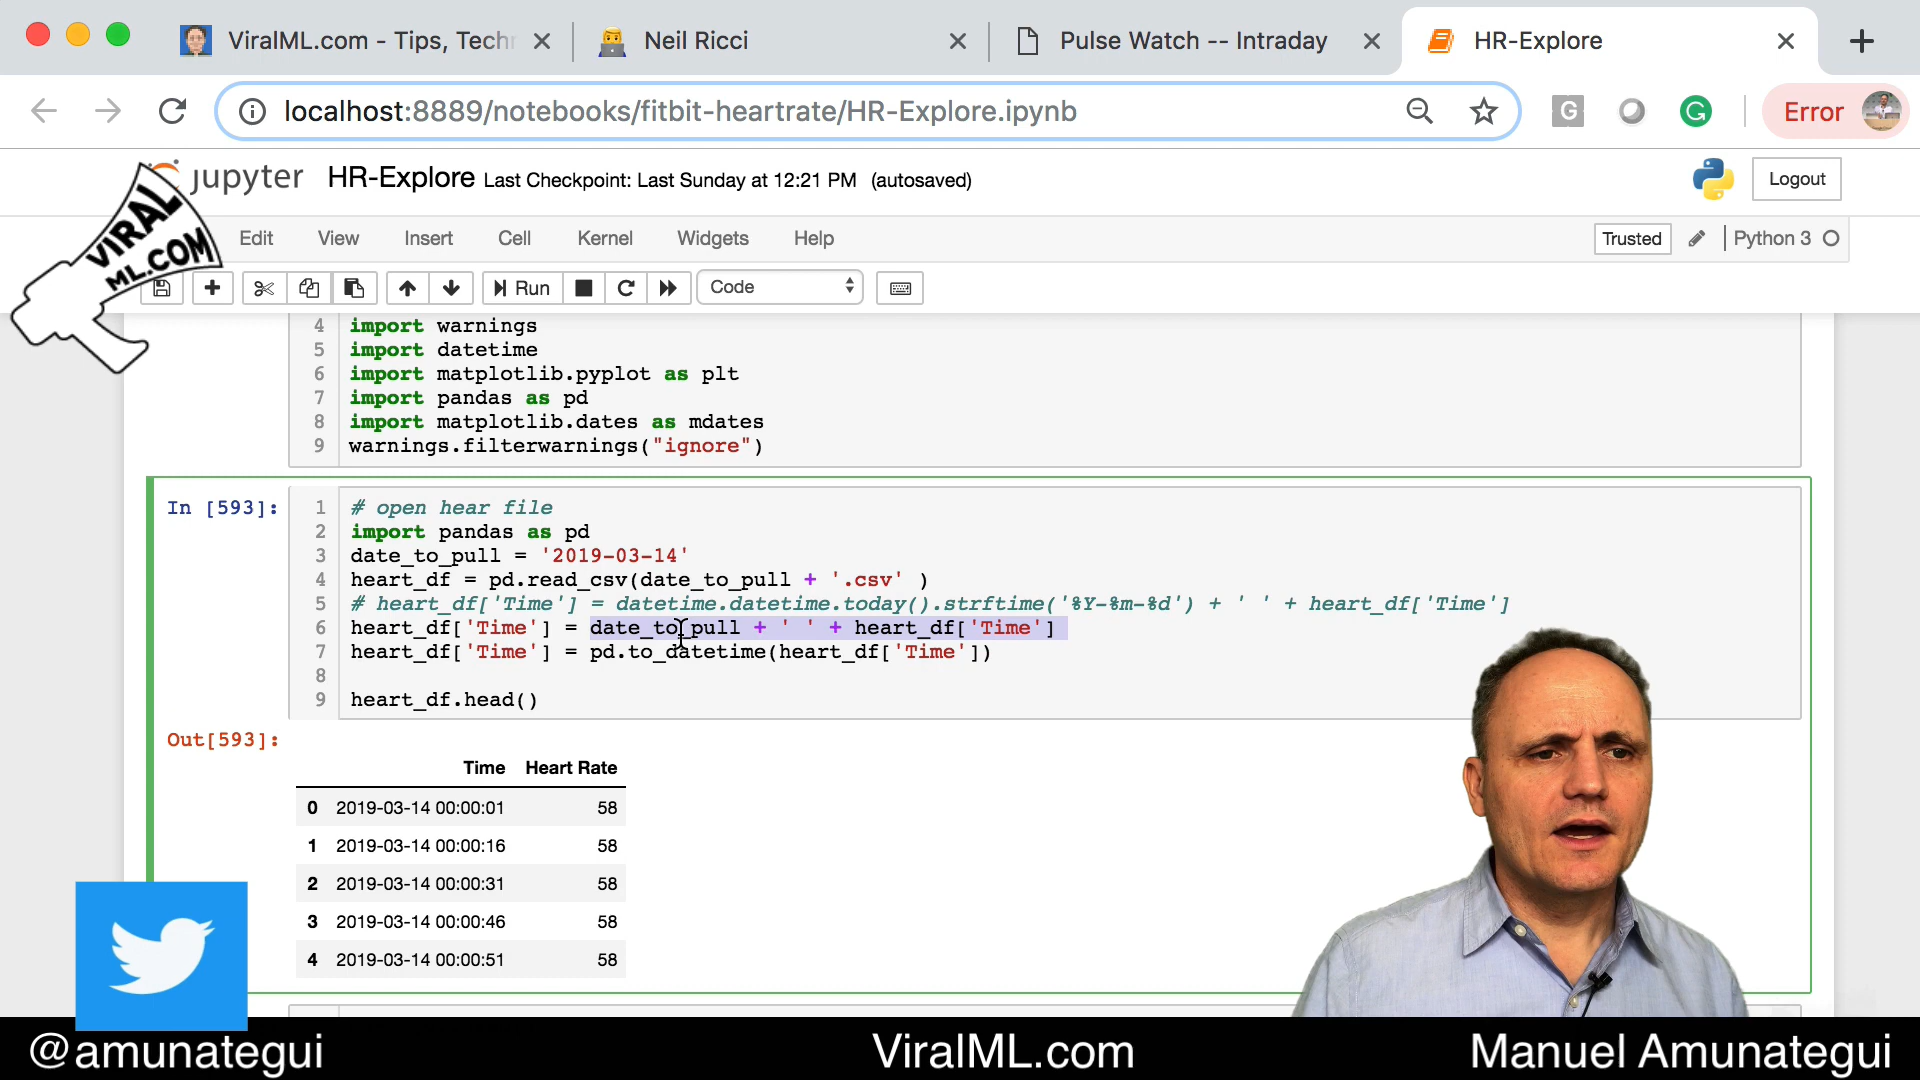 ViralML.com - Tips, Techn
Neil Ricci
Pulse Watch -- Intraday
HR-Explore
localhost:8889/notebooks/fitbit-heartrate/HR-Explore.ipynb
Error
jupyter HR-Explore Last Checkpoint: Last Sunday at 12:21 PM (autosaved)
Logout
VIRAL
ML.COM
Edit View Insert Cell Kernel Widgets Help
Trusted
Python 3
Run
Code
4 import warnings
5 import datetime
6 import matplotlib.pyplot as plt
7 import pandas as pd
8 import matplotlib.dates as mdates
9 warnings.filterwarnings("ignore")
In [593]:
1 # open hear file
2 import pandas as pd
3 date_to_pull = '2019-03-14'
4 heart_df = pd.read_csv(date_to_pull + '.csv' )
5 # heart_df['Time'] = datetime.datetime.today().strftime('%Y-%m-%d') + ' ' + heart_df['Time']
6 heart_df['Time'] = date_to_pull + ' ' + heart_df['Time']
7 heart_df['Time'] = pd.to_datetime(heart_df['Time'])
8
9 heart_df.head()
Out[593]:
Time Heart Rate
0 2019-03-14 00:00:01 58
1 2019-03-14 00:00:16 58
2 2019-03-14 00:00:31 58
3 2019-03-14 00:00:46 58
4 2019-03-14 00:00:51 58
@amunategui
ViralML.com
Manuel Amunategui